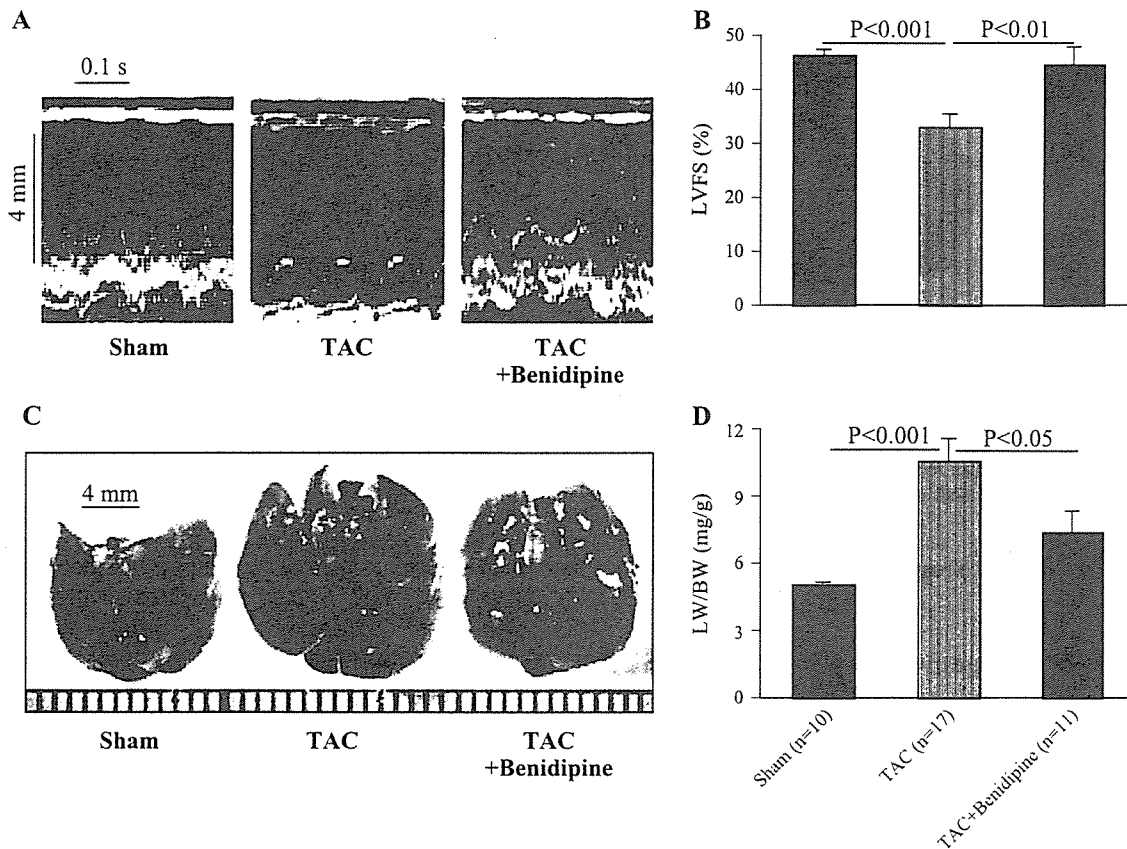 A
0.1 s
4 mm
Sham
TAC
TAC
+Benidipine
B
P<0.001
P<0.01
LVFS (%)
50
40
30
20
10
0
C
4 mm
Sham
TAC
TAC
+Benidipine
D
P<0.001
P<0.05
LW/BW (mg/g)
12
9
6
3
0
Sham (n=10)
TAC (n=17)
TAC+Benidipine (n=11)